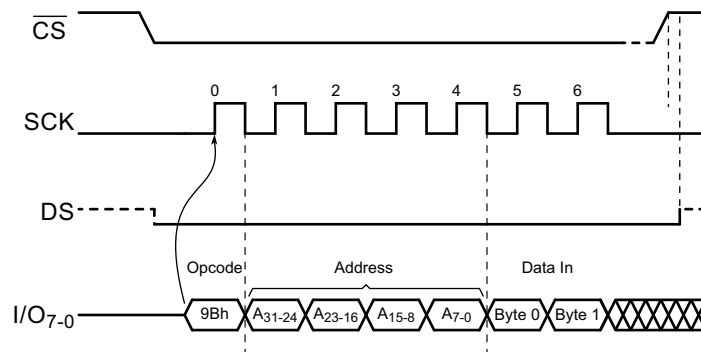 CS
0 1 2 3 4 5 6
SCK
DS
Opcode Address Data In
I/O7-0 9Bh A31-24 A23-16 A15-8 A7-0 Byte 0 Byte 1